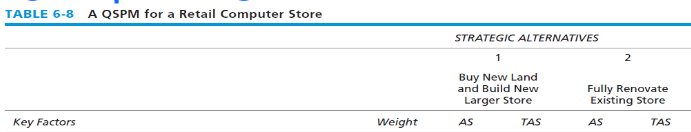 TABLE 6-8 A QSPM for a Retail Computer Store
STRATEGIC ALTERNATIVES
1 2
Buy New Land
and Build New Fully Renovate
Larger Store Existing Store
Key Factors Weight AS TAS AS TAS